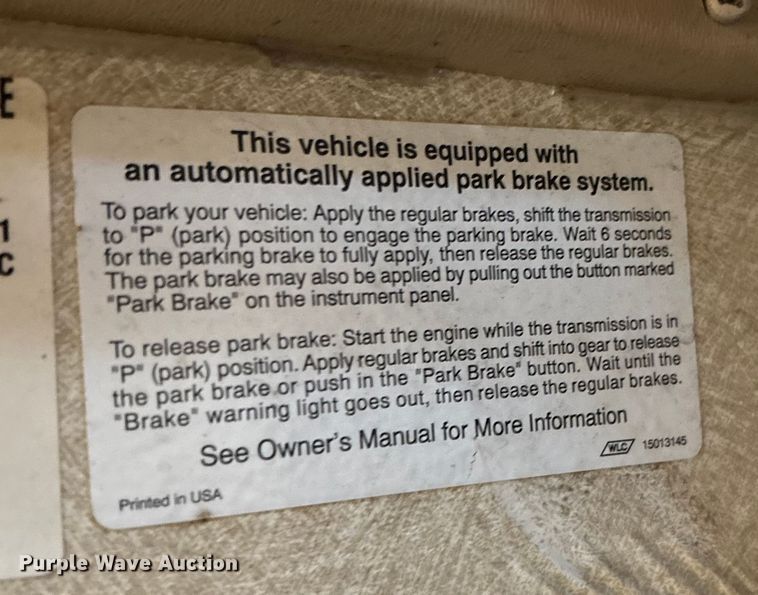 E
1
C
This vehicle is equipped with
an automatically applied park brake system.
To park your vehicle: Apply the regular brakes, shift the transmission
to "P" (park) position to engage the parking brake. Wait 6 seconds
for the parking brake to fully apply, then release the regular brakes.
The park brake may also be applied by pulling out the button marked
"Park Brake" on the instrument panel.
To release park brake: Start the engine while the transmission is in
"P" (park) position. Apply regular brakes and shift into gear to release
the park brake or push in the "Park Brake" button. Wait until the
"Brake" warning light goes out, then release the regular brakes.
See Owner's Manual for More Information
WLC 15013145
Printed in USA
Purple Wave Auction